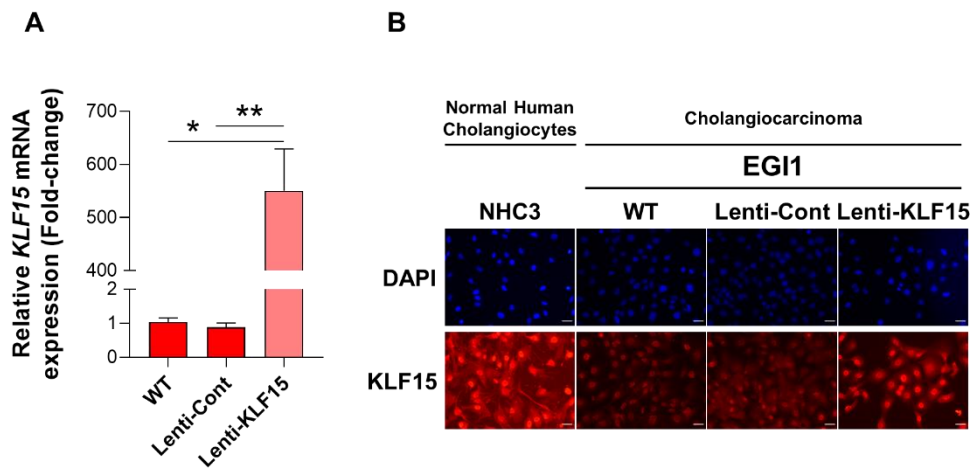 A
Relative KLF15 mRNA
expression (Fold-change)
700
600
500
400
2
1
0
*
**
WT
Lenti-Cont
Lenti-KLF15
B
Normal Human
Cholangiocytes
Cholangiocarcinoma
EGI1
NHC3
WT
Lenti-Cont
Lenti-KLF15
DAPI
KLF15